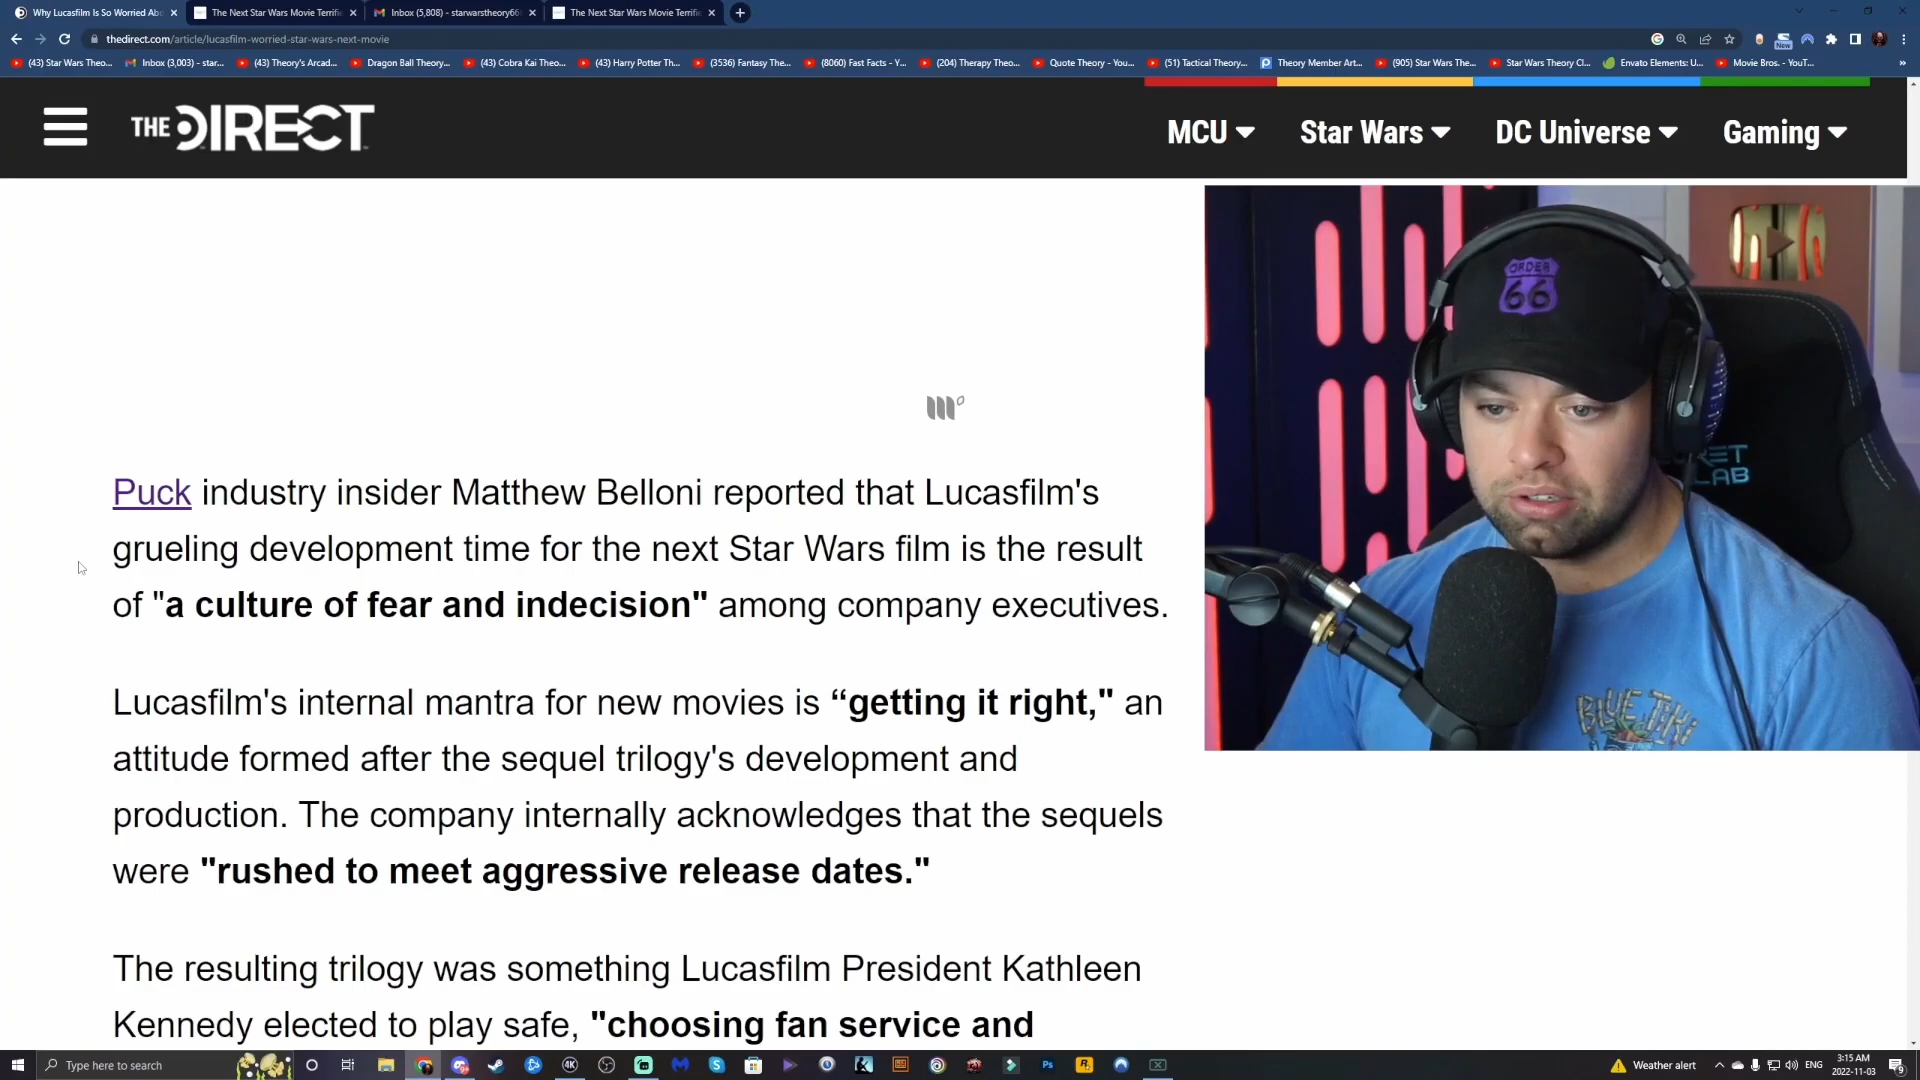 Why Lucasfilm Is So Worried Abo
The Next Star Wars Movie Terrifi
Inbox (5,808) - starwarstheory66
The Next Star Wars Movie Terrifi
thedirect.com/article/lucasfilm-worried-star-wars-next-movie
New
(43) Star Wars Theo...
Inbox (3,003) - star...
(43) Theory's Arcad...
Dragon Ball Theory...
(43) Cobra Kai Theo...
(43) Harry Potter Th...
(3536) Fantasy The...
(8060) Fast Facts - Y...
(204) Therapy Theo...
Quote Theory - You...
(51) Tactical Theory...
Theory Member Art...
(905) Star Wars The...
Star Wars Theory Cl...
Envato Elements: U...
Movie Bros. - YouT...
THE DIRECT
MCU
Star Wars
DC Universe
Gaming
ORDER
66
LAB
BLUE TIKI
Puck industry insider Matthew Belloni reported that Lucasfilm's
grueling development time for the next Star Wars film is the result
of "a culture of fear and indecision" among company executives.
Lucasfilm's internal mantra for new movies is “getting it right," an
attitude formed after the sequel trilogy's development and
production. The company internally acknowledges that the sequels
were "rushed to meet aggressive release dates."
The resulting trilogy was something Lucasfilm President Kathleen
Kennedy elected to play safe, "choosing fan service and
Type here to search
4K
Ps
Weather alert
ENG
3:15 AM
2022-11-03